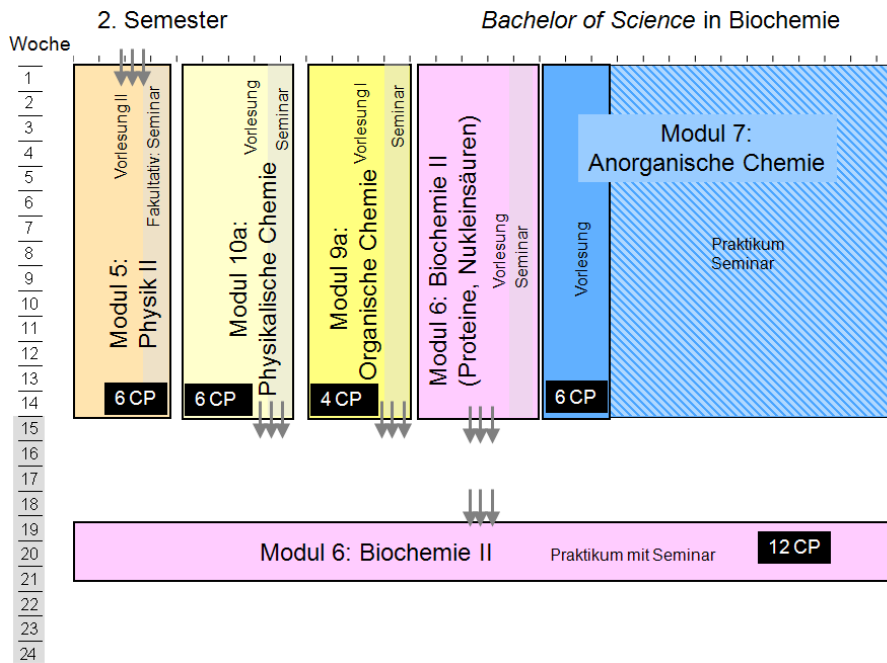 2. Semester
Bachelor of Science in Biochemie
Woche
1
2
3
4
5
6
7
8
9
10
11
12
13
14
15
16
17
18
19
20
21
22
23
24
Modul 5:
Physik II
Vorlesung II
Fakultativ: Seminar
6 CP
Modul 10a:
Physikalische Chemie
Vorlesung
Seminar
6 CP
Modul 9a:
Organische Chemie
Vorlesung I
Seminar
4 CP
Modul 6: Biochemie II
(Proteine, Nukleinsäuren)
Vorlesung
Seminar
Vorlesung
6 CP
Modul 7:
Anorganische Chemie
Praktikum
Seminar
Modul 6: Biochemie II
Praktikum mit Seminar
12 CP